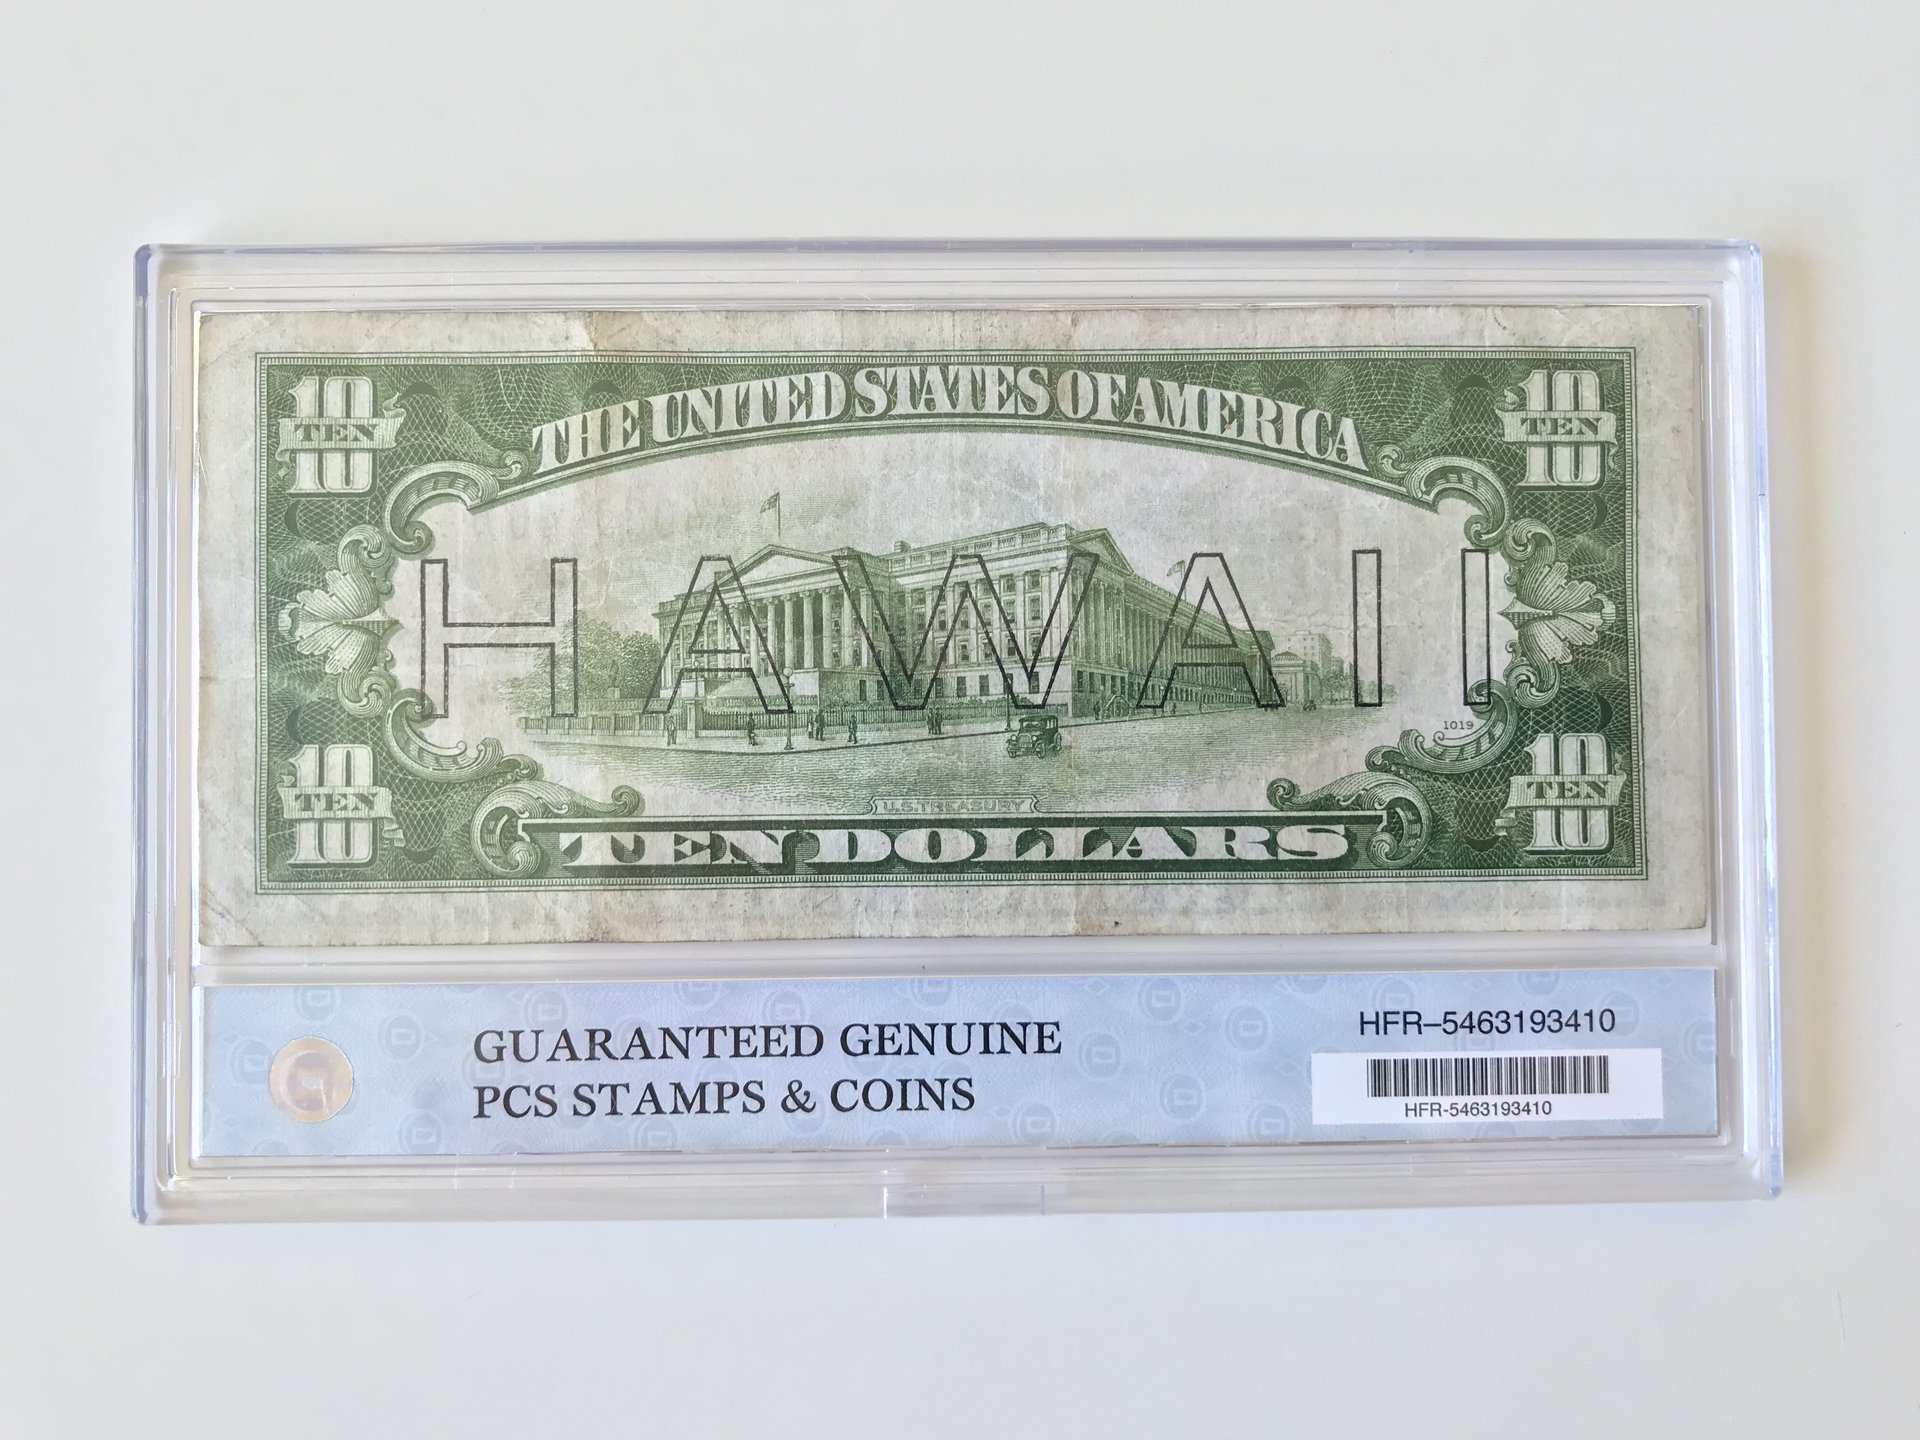 10
TEN
10
THE UNITED STATES OF AMERICA
10
TEN
10
HAWAII
1019
10
TEN
10
U.S. TREASURY
TEN DOLLARS
10
TEN
10
GUARANTEED GENUINE
PCS STAMPS & COINS
HFR–5463193410
HFR-5463193410